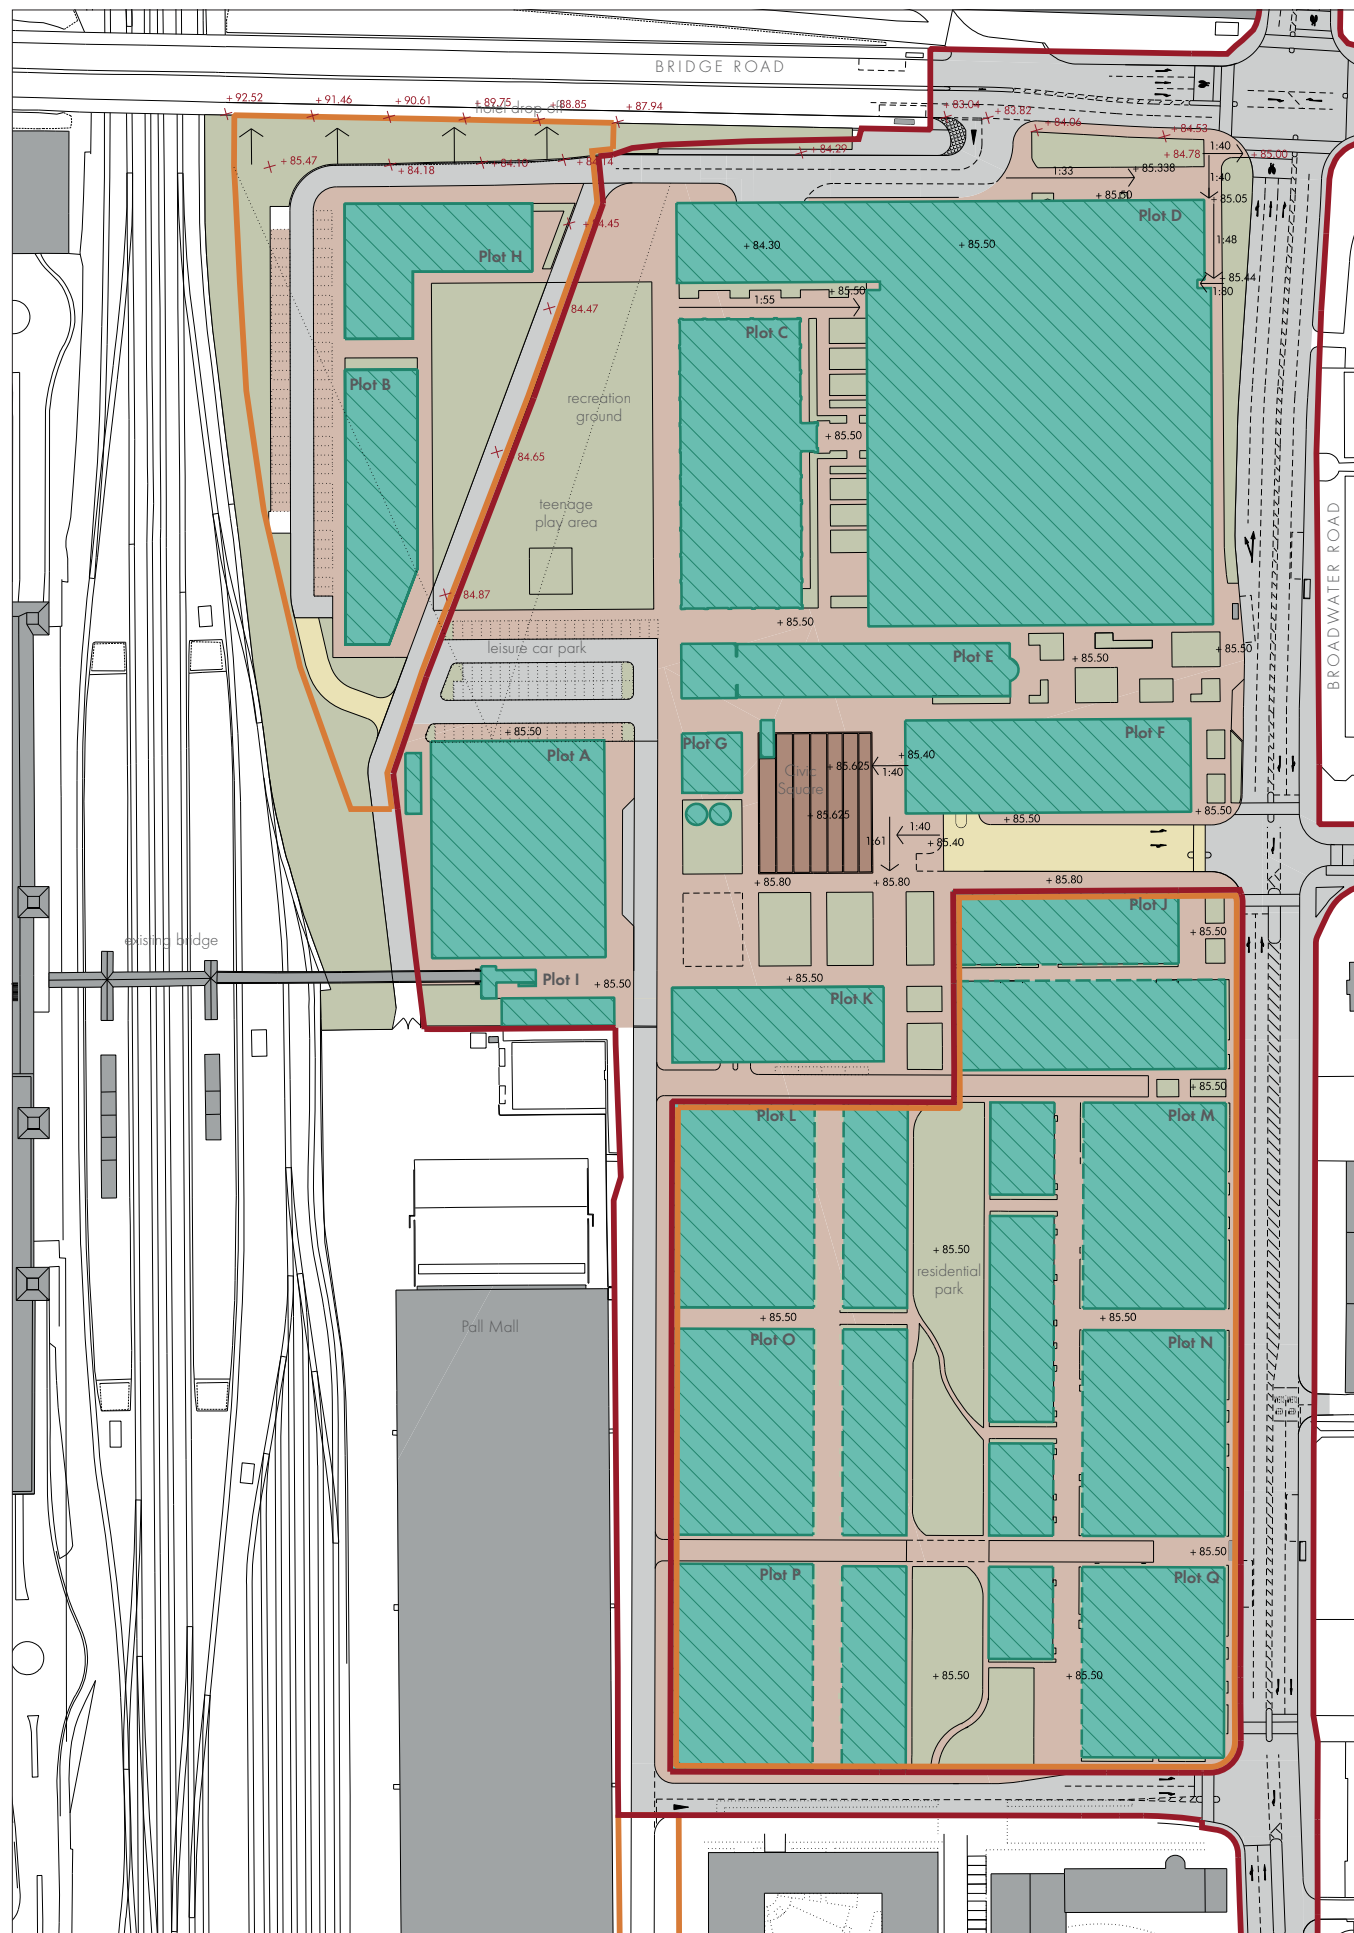 BRIDGE ROAD
+ 92.52
+ 91.46
+ 90.61
+ 89.75
hotel drop off
+ 88.85
+ 87.94
+ 83.04
+ 83.82
+ 84.06
+ 84.53
+ 85.47
+ 84.18
+ 84.16
+ 84.14
+ 84.29
+ 84.78
1:40
+ 85.00
1:33
+ 85.338
1:40
+ 85.50
+ 85.05
Plot D
+ 84.45
+ 84.30
+ 85.50
1:48
Plot H
+ 85.44
1:80
+ 85.50
1:55
84.47
Plot C
Plot B
recreation
ground
+ 85.50
84.65
teenage
play area
BROADWATER ROAD
84.87
+ 85.50
leisure car park
Plot E
+ 85.50
+ 85.50
+ 85.50
Plot A
Plot G
Plot F
Civic
Square
+ 85.625
+ 85.40
1:40
+ 85.625
+ 85.50
+ 85.50
1:40
1:61
+ 85.40
+ 85.80
+ 85.80
+ 85.80
Plot J
+ 85.50
existing bridge
Plot I
+ 85.50
+ 85.50
Plot K
+ 85.50
Plot L
Plot M
+ 85.50
residential
park
+ 85.50
+ 85.50
Pall Mall
Plot O
Plot N
+ 85.50
Plot P
Plot Q
+ 85.50
+ 85.50